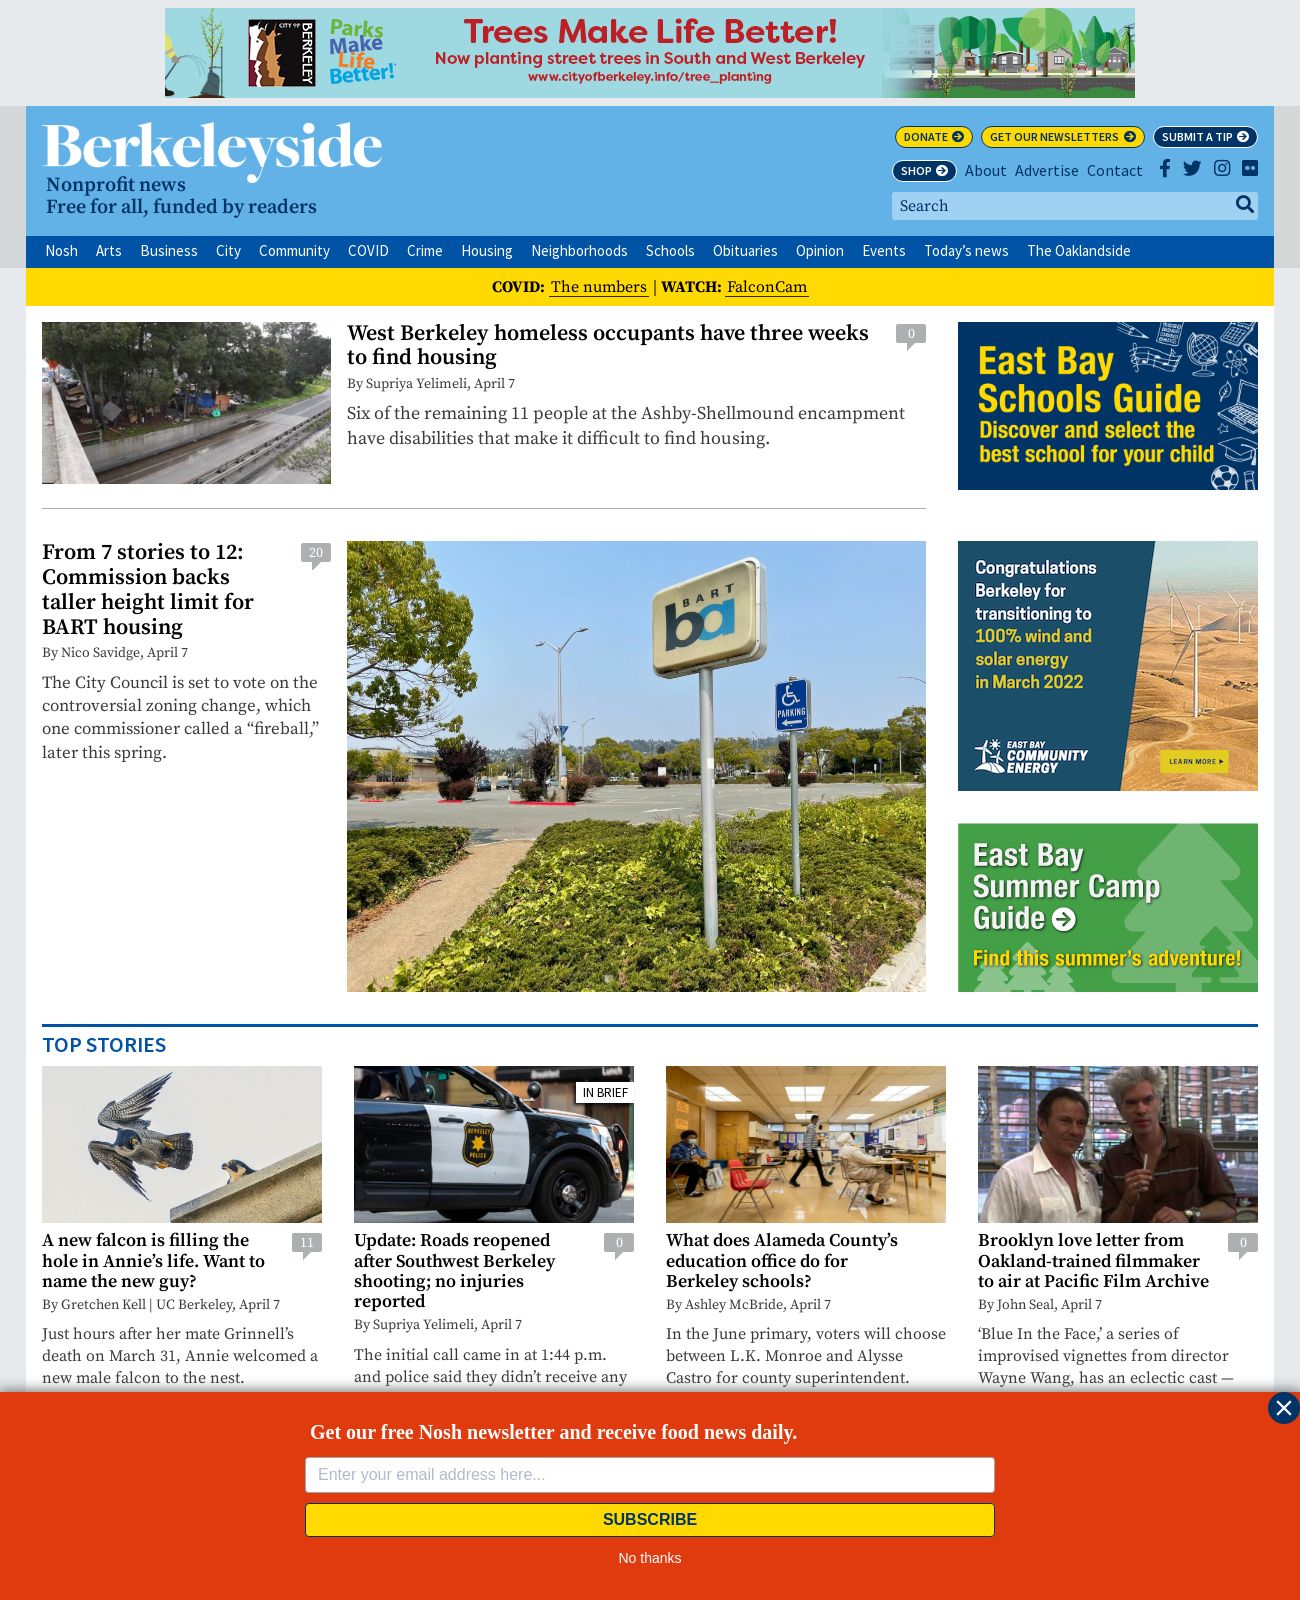 Trees Make Life Better!
Now planting street trees in South and West Berkeley
www.cityofberkeley.info/tree_planting
CITY OF
BERKELEY
Parks
Make
Life
Better!
Berkeleyside
Nonprofit news
Free for all, funded by readers
DONATE
GET OUR NEWSLETTERS
SUBMIT A TIP
SHOP
About Advertise Contact
Search
Nosh Arts Business City Community COVID Crime Housing Neighborhoods Schools Obituaries Opinion Events Today’s news The Oaklandside
COVID: The numbers | WATCH: FalconCam
West Berkeley homeless occupants have three weeks
to find housing
0
By Supriya Yelimeli, April 7
Six of the remaining 11 people at the Ashby-Shellmound encampment
have disabilities that make it difficult to find housing.
East Bay
Schools Guide
Discover and select the
best school for your child
From 7 stories to 12:
Commission backs
taller height limit for
BART housing
20
By Nico Savidge, April 7
The City Council is set to vote on the
controversial zoning change, which
one commissioner called a “fireball,”
later this spring.
BART
ba
PARKING
Congratulations
Berkeley for
transitioning to
100% wind and
solar energy
in March 2022
EAST BAY
COMMUNITY
ENERGY
LEARN MORE
East Bay
Summer Camp
Guide
Find this summer’s adventure!
TOP STORIES
A new falcon is filling the
hole in Annie’s life. Want to
name the new guy?
11
By Gretchen Kell | UC Berkeley, April 7
Just hours after her mate Grinnell’s
death on March 31, Annie welcomed a
new male falcon to the nest.
Breakfast Lunch
IN BRIEF
BERKELEY
POLICE
Update: Roads reopened
after Southwest Berkeley
shooting; no injuries
reported
0
By Supriya Yelimeli, April 7
The initial call came in at 1:44 p.m.
and police said they didn’t receive any
What does Alameda County’s
education office do for
Berkeley schools?
By Ashley McBride, April 7
In the June primary, voters will choose
between L.K. Monroe and Alysse
Castro for county superintendent.
Brooklyn love letter from
Oakland-trained filmmaker
to air at Pacific Film Archive
0
By John Seal, April 7
‘Blue In the Face,’ a series of
improvised vignettes from director
Wayne Wang, has an eclectic cast —
Get our free Nosh newsletter and receive food news daily.
Enter your email address here...
SUBSCRIBE
No thanks